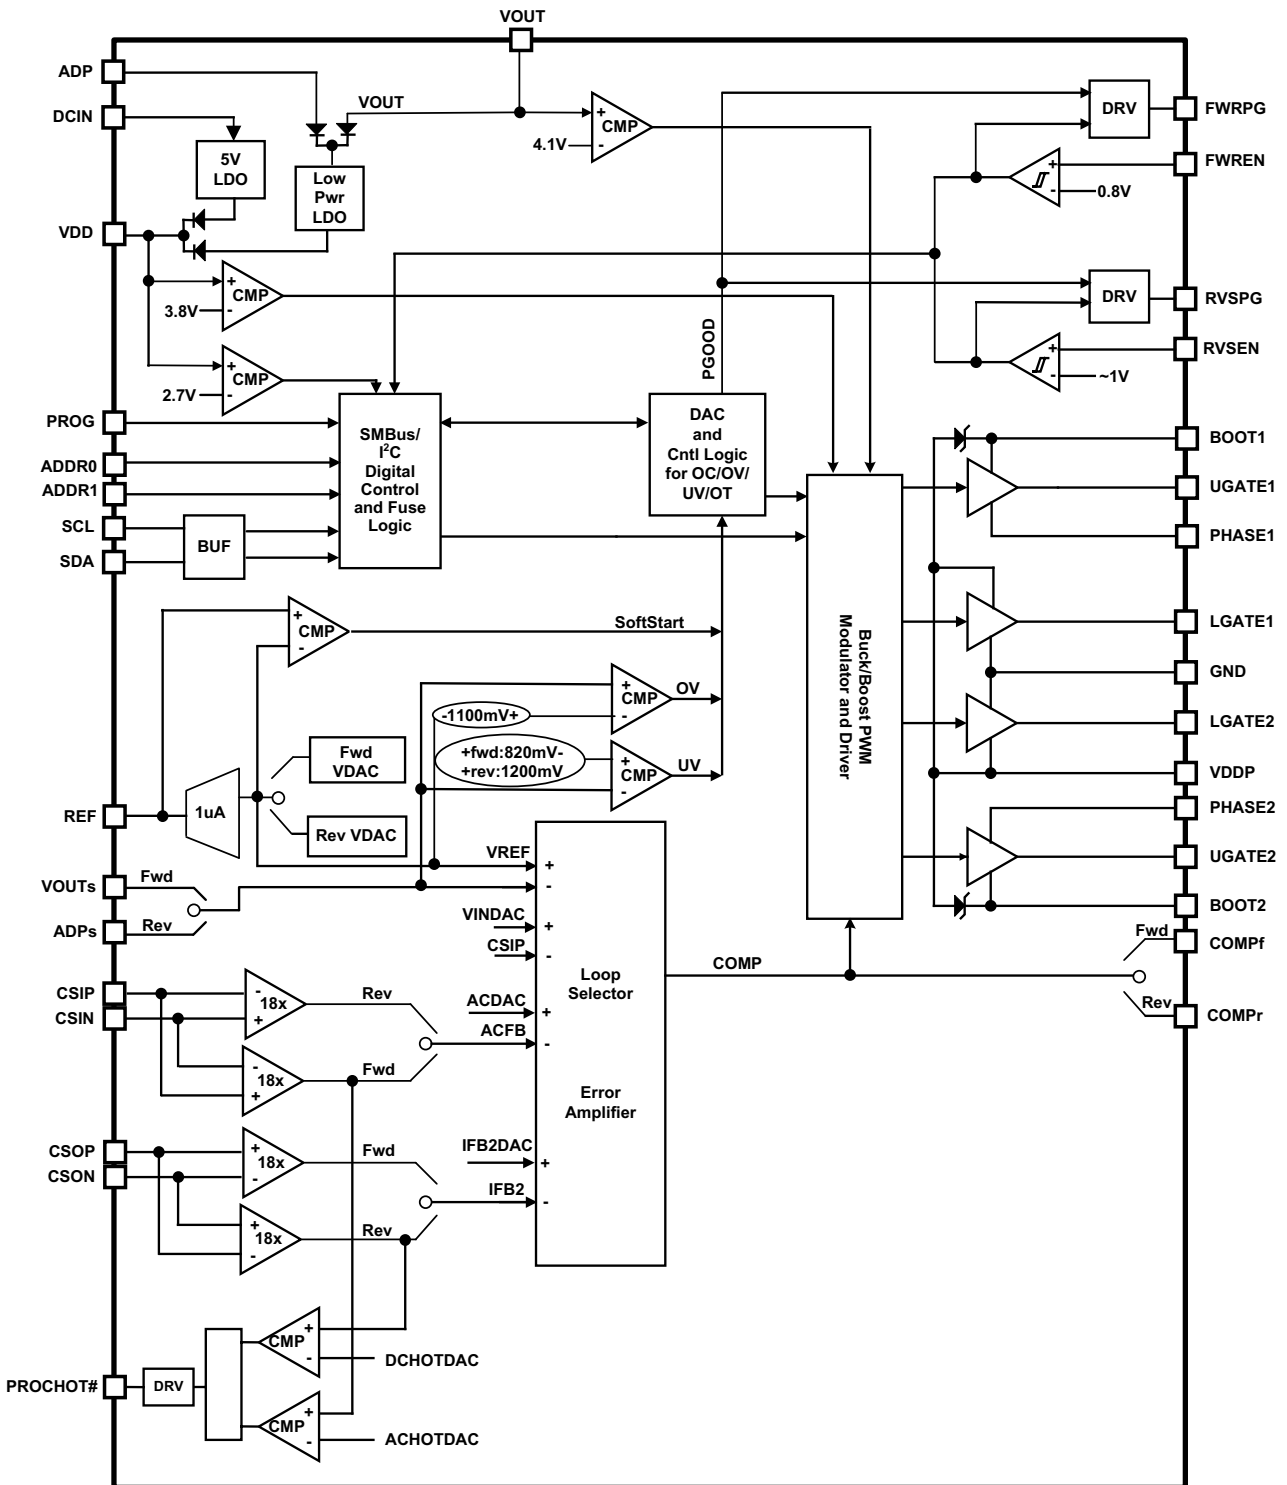 VOUT
ADP
DCIN
VOUT
+
CMP
4.1V
-
DRV
FWRPG
5V
LDO
Low
Pwr
LDO
+
-
0.8V
FWREN
VDD
+
CMP
3.8V
-
DRV
RVSPG
+
CMP
2.7V
-
PGOOD
+
-
~1V
RVSEN
PROG
ADDR0
ADDR1
SCL
SDA
BUF
SMBus/
I²C
Digital
Control
and Fuse
Logic
DAC
and
Cntl Logic
for OC/OV/
UV/OT
Buck/Boost PWM
Modulator and Driver
BOOT1
UGATE1
PHASE1
LGATE1
GND
LGATE2
VDDP
PHASE2
UGATE2
BOOT2
+
CMP
-
SoftStart
+
CMP
-
OV
-1100mV+
+fwd:820mV-
+rev:1200mV
+
CMP
-
UV
Fwd
VDAC
REF
1uA
Rev VDAC
VREF
+
VOUTs
Fwd
-
ADPs
Rev
VINDAC
+
CSIP
-
Loop
Selector
COMP
Fwd
COMPf
Rev
COMPr
CSIP
CSIN
-
18x
+
Rev
ACDAC
+
ACFB
-
-
18x
+
Fwd
Error
Amplifier
CSOP
CSON
+
18x
-
Fwd
IFB2DAC
+
IFB2
-
+
18x
-
Rev
CMP
+
-
DCHOTDAC
PROCHOT#
DRV
CMP
+
-
ACHOTDAC